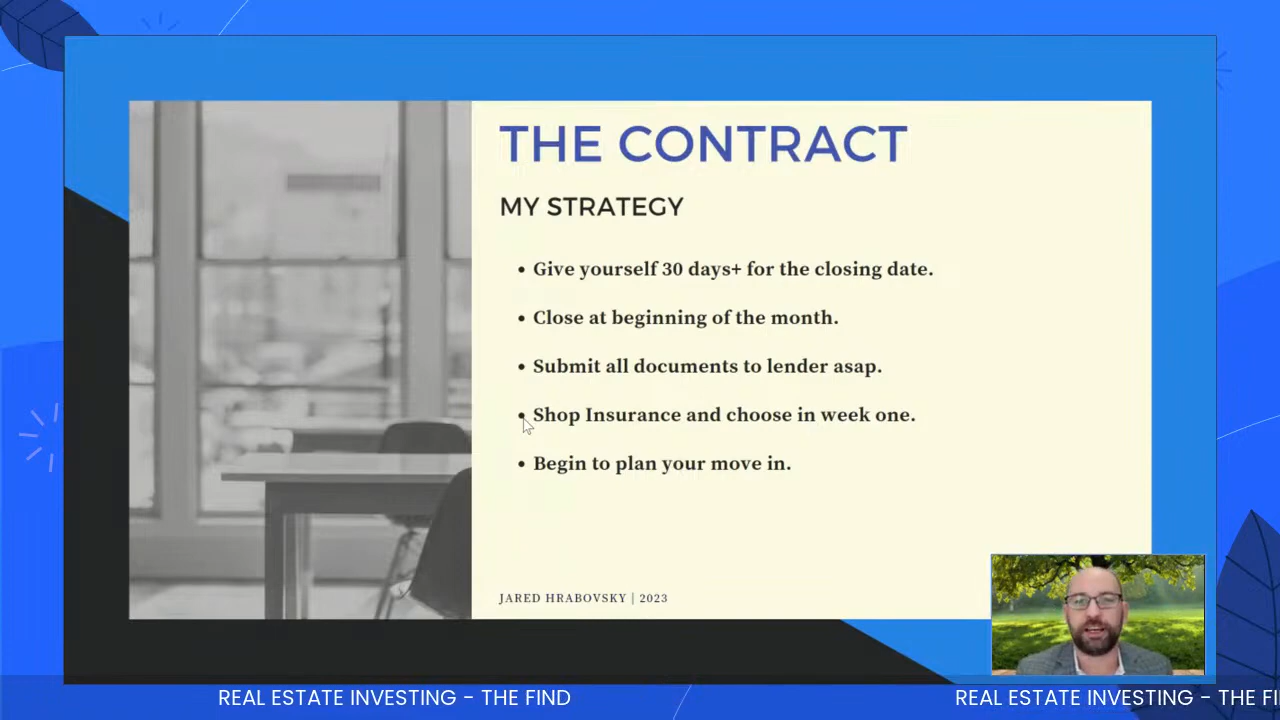 THE CONTRACT
MY STRATEGY
• Give yourself 30 days+ for the closing date.
• Close at beginning of the month.
• Submit all documents to lender asap.
• Shop Insurance and choose in week one.
• Begin to plan your move in.
JARED HRABOVSKY | 2023
REAL ESTATE INVESTING - THE FIND
REAL ESTATE INVESTING - THE FI